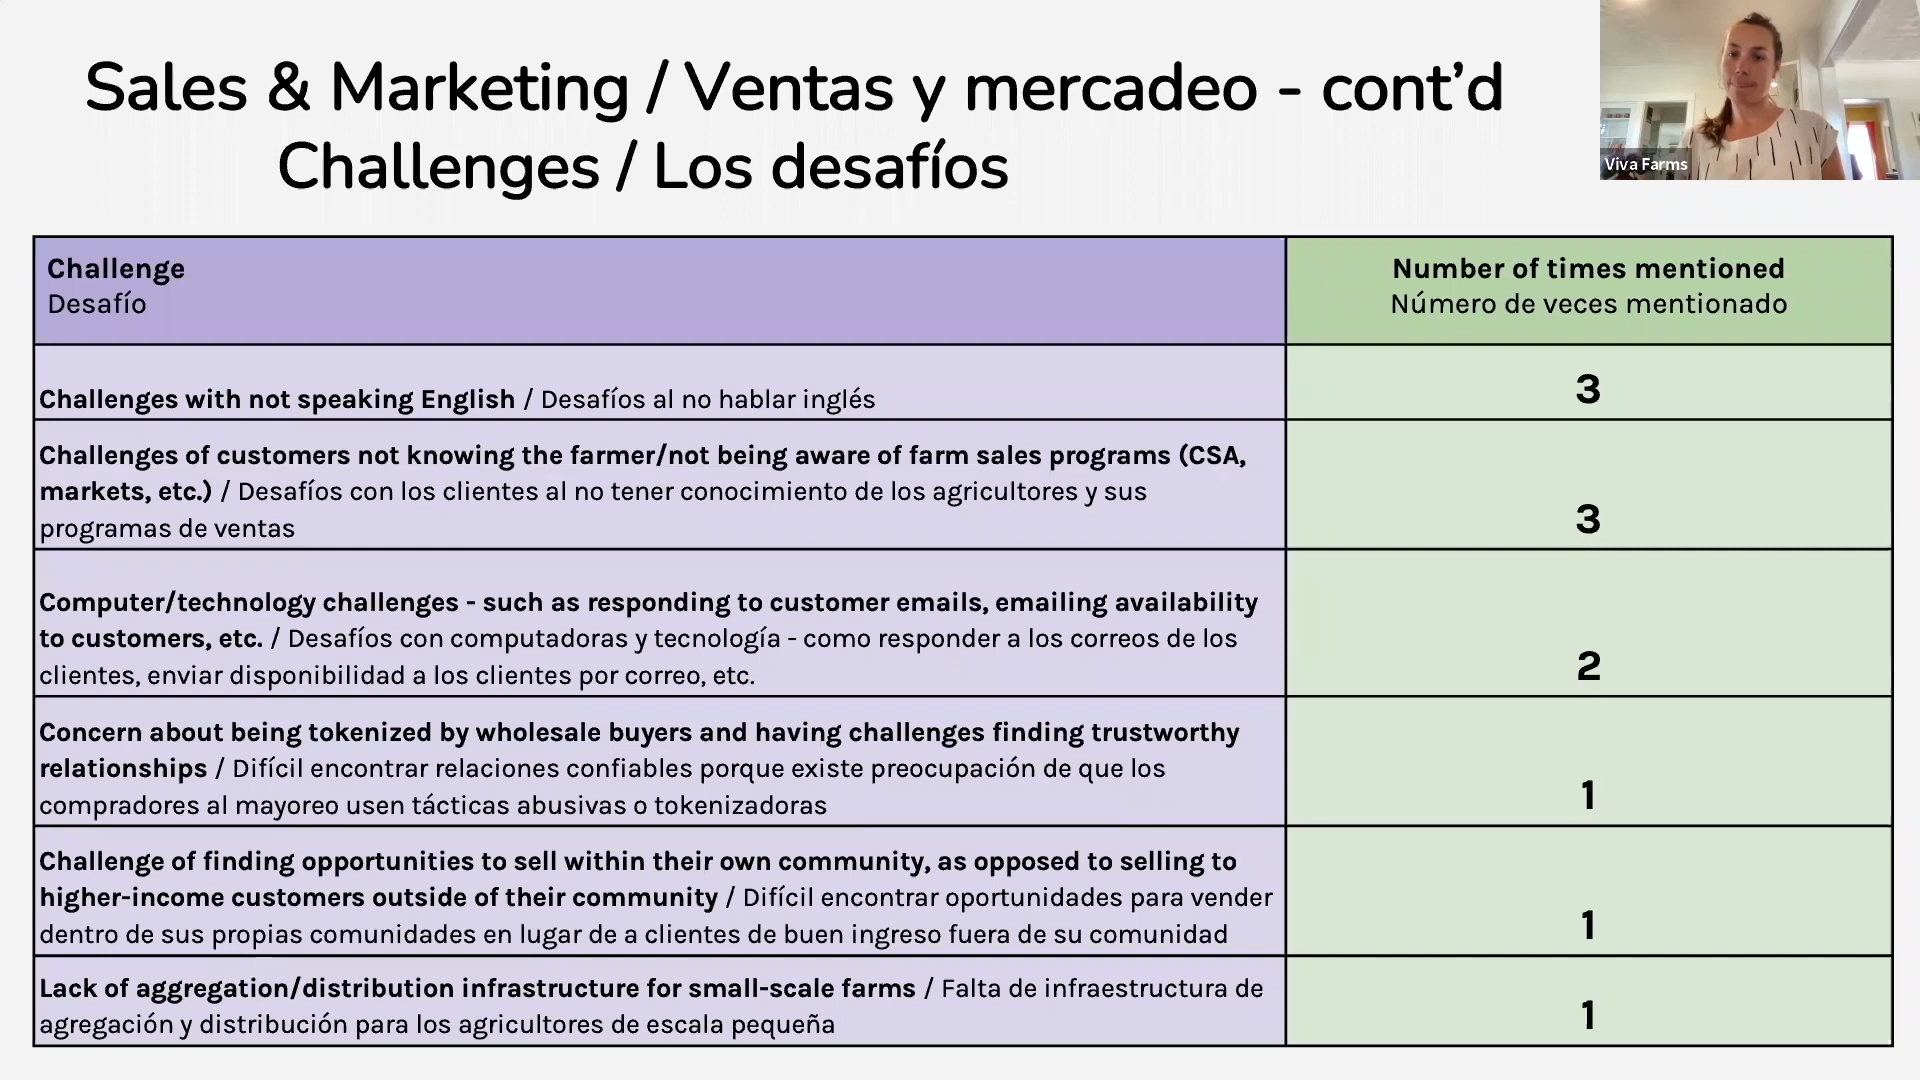 Sales & Marketing / Ventas y mercadeo - cont’d
Challenges / Los desafíos
Viva Farms
Challenge
Desafío
Number of times mentioned
Número de veces mentionado
Challenges with not speaking English / Desafíos al no hablar inglés
3
Challenges of customers not knowing the farmer/not being aware of farm sales programs (CSA,
markets, etc.) / Desafíos con los clientes al no tener conocimiento de los agricultores y sus
programas de ventas
3
Computer/technology challenges - such as responding to customer emails, emailing availability
to customers, etc. / Desafíos con computadoras y tecnología - como responder a los correos de los
clientes, enviar disponibilidad a los clientes por correo, etc.
2
Concern about being tokenized by wholesale buyers and having challenges finding trustworthy
relationships / Difícil encontrar relaciones confiables porque existe preocupación de que los
compradores al mayoreo usen tácticas abusivas o tokenizadoras
1
Challenge of finding opportunities to sell within their own community, as opposed to selling to
higher-income customers outside of their community / Difícil encontrar oportunidades para vender
dentro de sus propias comunidades en lugar de a clientes de buen ingreso fuera de su comunidad
1
Lack of aggregation/distribution infrastructure for small-scale farms / Falta de infraestructura de
agregación y distribución para los agricultores de escala pequeña
1